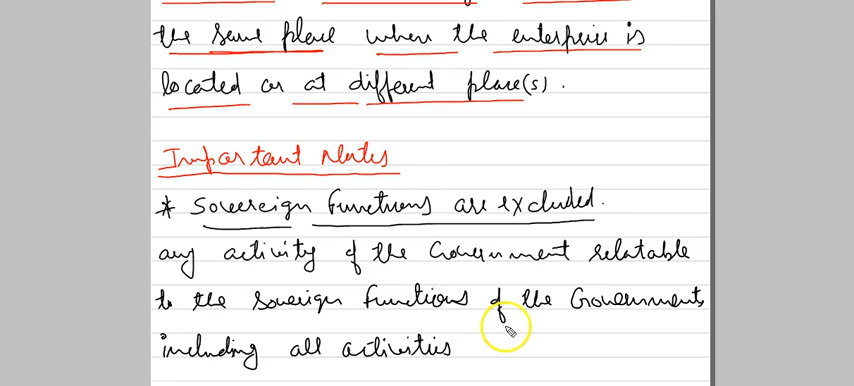 the same place where the enterprise is
located or at different place(s).
Important Notes
* Sovereign Functions are excluded.
any activity of the Government relatable
to the Soverign Functions of the Government
including all activities